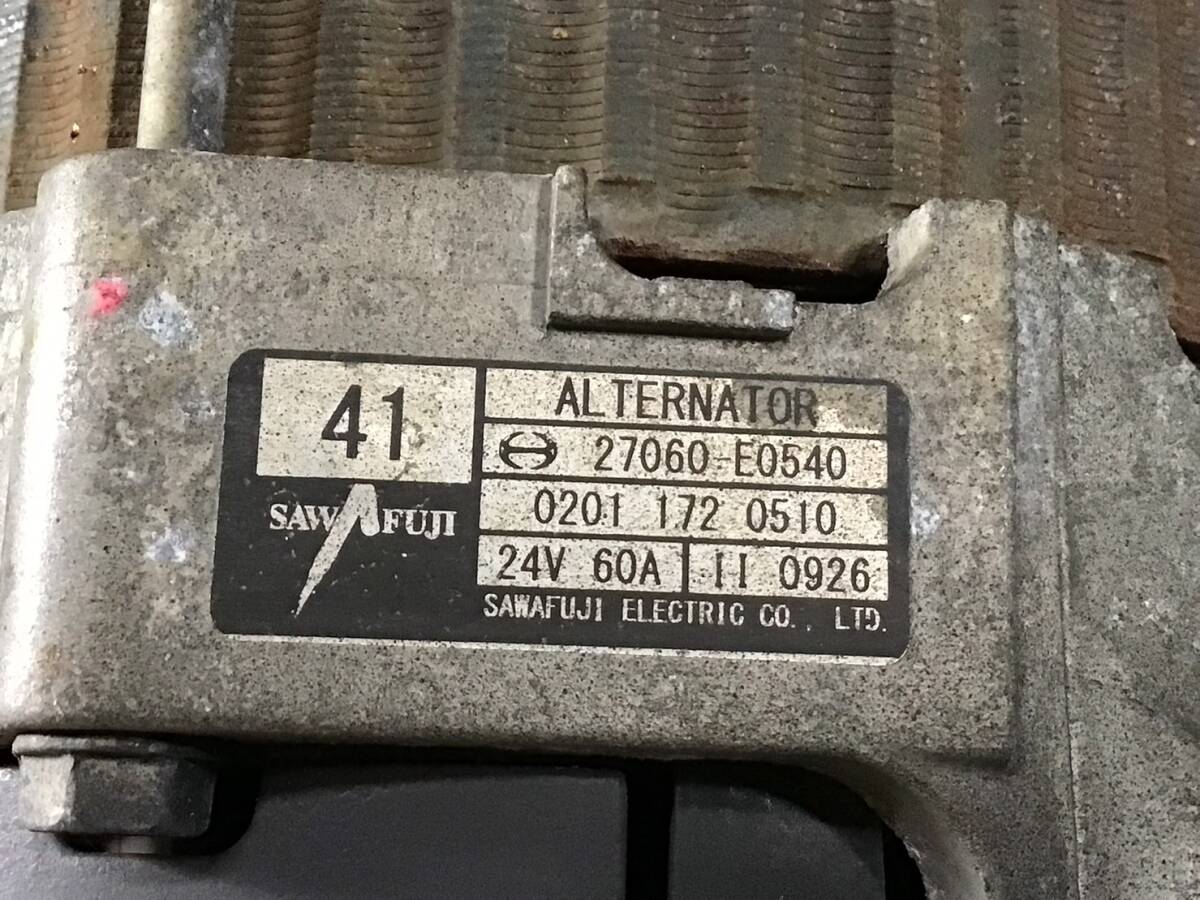 41
ALTERNATOR
27060-E0540
0201 172 0510
24V 60A II 0926
SAWAFUJI
SAWAFUJI ELECTRIC CO., LTD.